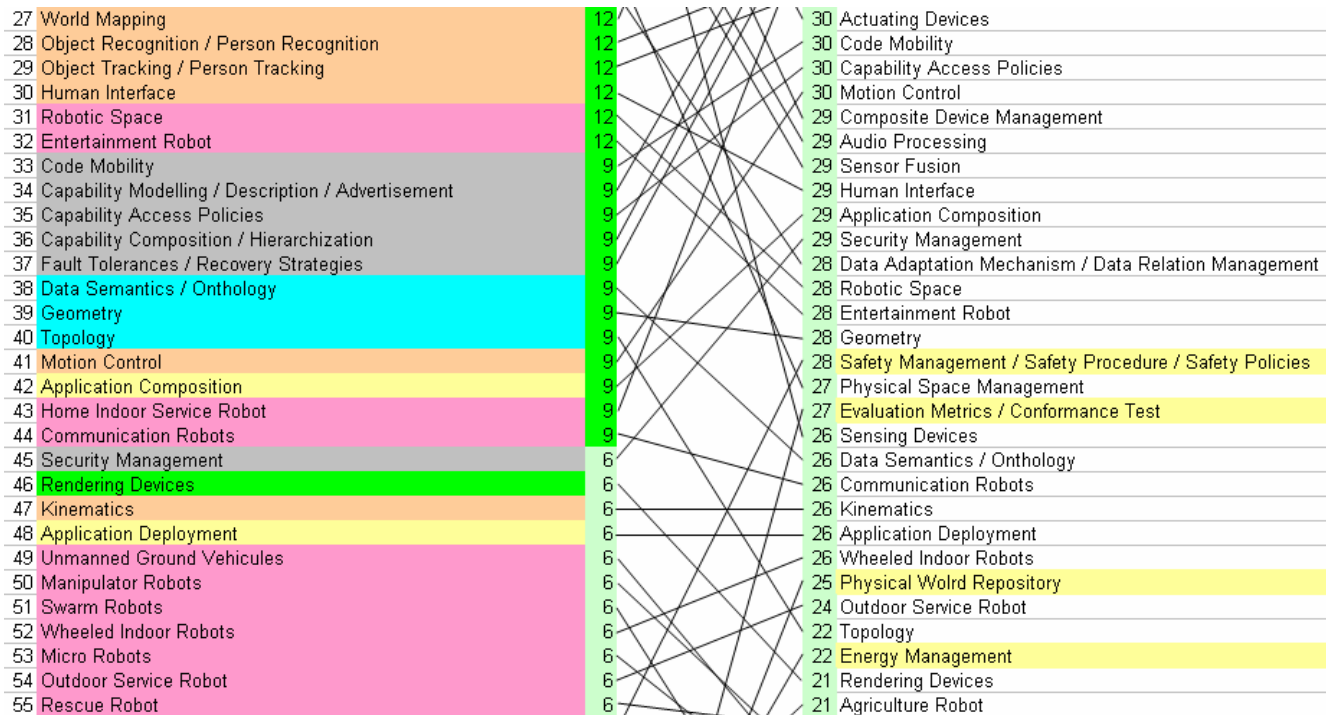 27 World Mapping 12 30 Actuating Devices
28 Object Recognition / Person Recognition 12 30 Code Mobility
29 Object Tracking / Person Tracking 12 30 Capability Access Policies
30 Human Interface 12 30 Motion Control
31 Robotic Space 12 29 Composite Device Management
32 Entertainment Robot 12 29 Audio Processing
33 Code Mobility 9 29 Sensor Fusion
34 Capability Modelling / Description / Advertisement 9 29 Human Interface
35 Capability Access Policies 9 29 Application Composition
36 Capability Composition / Hierarchization 9 29 Security Management
37 Fault Tolerances / Recovery Strategies 9 28 Data Adaptation Mechanism / Data Relation Management
38 Data Semantics / Onthology 9 28 Robotic Space
39 Geometry 9 28 Entertainment Robot
40 Topology 9 28 Geometry
41 Motion Control 9 28 Safety Management / Safety Procedure / Safety Policies
42 Application Composition 9 27 Physical Space Management
43 Home Indoor Service Robot 9 27 Evaluation Metrics / Conformance Test
44 Communication Robots 9 26 Sensing Devices
45 Security Management 6 26 Data Semantics / Onthology
46 Rendering Devices 6 26 Communication Robots
47 Kinematics 6 26 Kinematics
48 Application Deployment 6 26 Application Deployment
49 Unmanned Ground Vehicules 6 26 Wheeled Indoor Robots
50 Manipulator Robots 6 25 Physical Wolrd Repository
51 Swarm Robots 6 24 Outdoor Service Robot
52 Wheeled Indoor Robots 6 22 Topology
53 Micro Robots 6 22 Energy Management
54 Outdoor Service Robot 6 21 Rendering Devices
55 Rescue Robot 6 21 Agriculture Robot